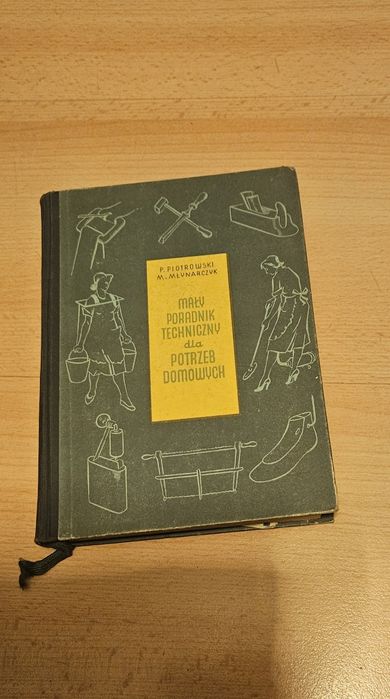 P. PIOTROWSKI
M. MŁYNARCZYK
MAŁY
PORADNIK
TECHNICZNY
dla
POTRZEB
DOMOWYCH